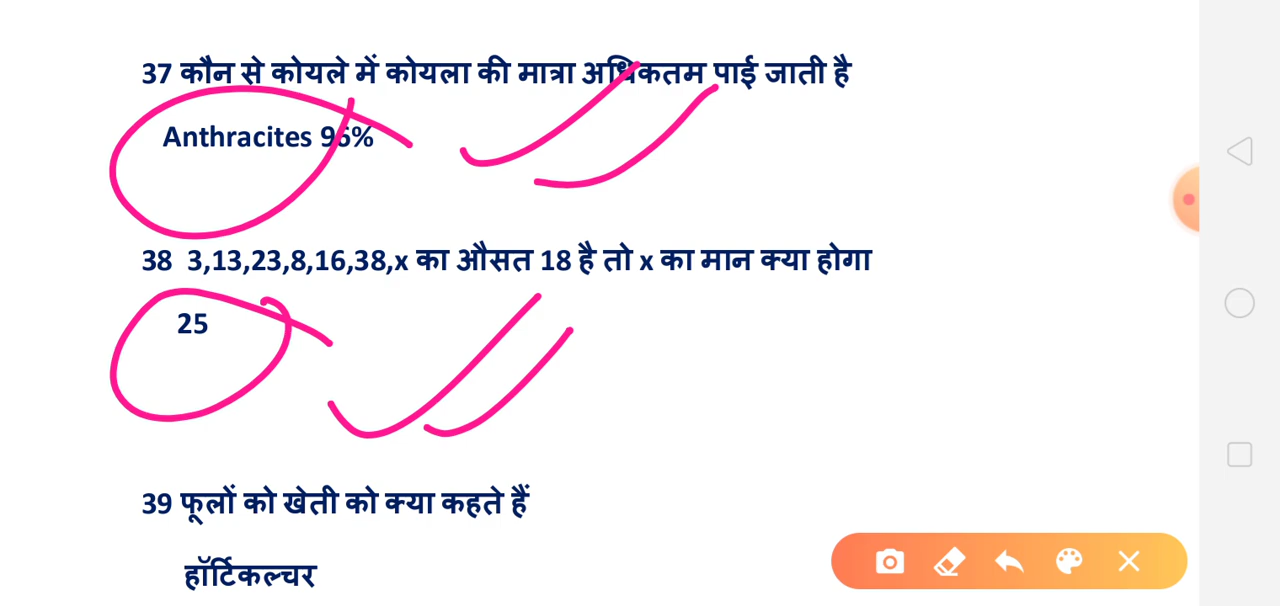 37 कौन से कोयले में कोयला की मात्रा अधिकतम पाई जाती है
Anthracites 96%
38 3,13,23,8,16,38,x का औसत 18 है तो x का मान क्या होगा
25
39 फूलों को खेती को क्या कहते हैं
हॉर्टिकल्चर